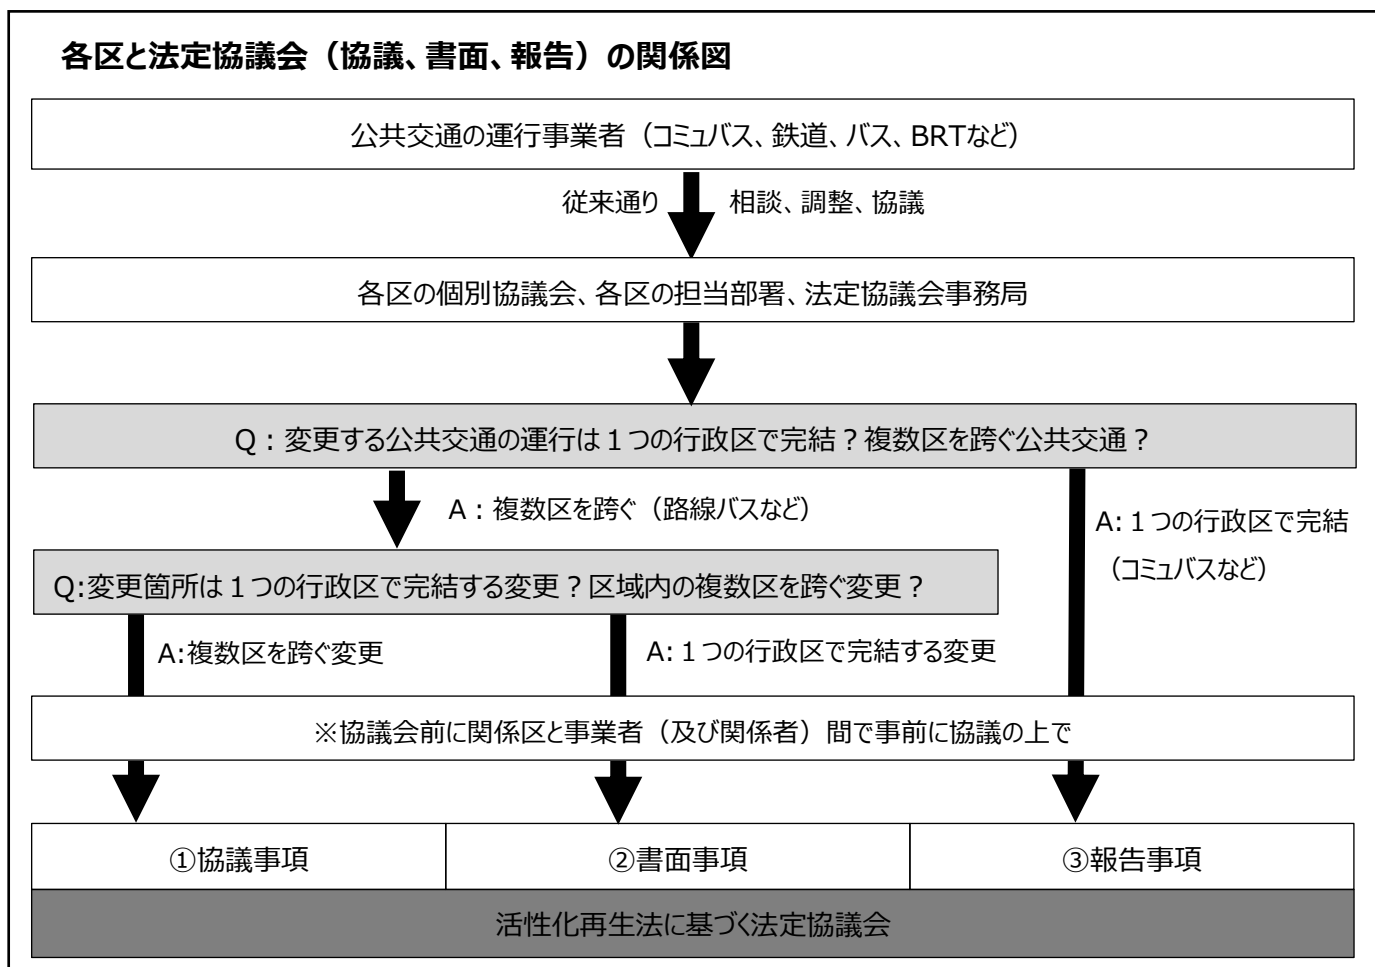 各区と法定協議会（協議、書面、報告）の関係図
公共交通の運行事業者（コミュバス、鉄道、バス、BRTなど）
従来通り 相談、調整、協議
各区の個別協議会、各区の担当部署、法定協議会事務局
Q：変更する公共交通の運行は１つの行政区で完結？複数区を跨ぐ公共交通？
A：複数区を跨ぐ（路線バスなど）
A:１つの行政区で完結
（コミュバスなど）
Q:変更箇所は１つの行政区で完結する変更？区域内の複数区を跨ぐ変更？
A:複数区を跨ぐ変更
A:１つの行政区で完結する変更
※協議会前に関係区と事業者（及び関係者）間で事前に協議の上で
①協議事項
②書面事項
③報告事項
活性化再生法に基づく法定協議会